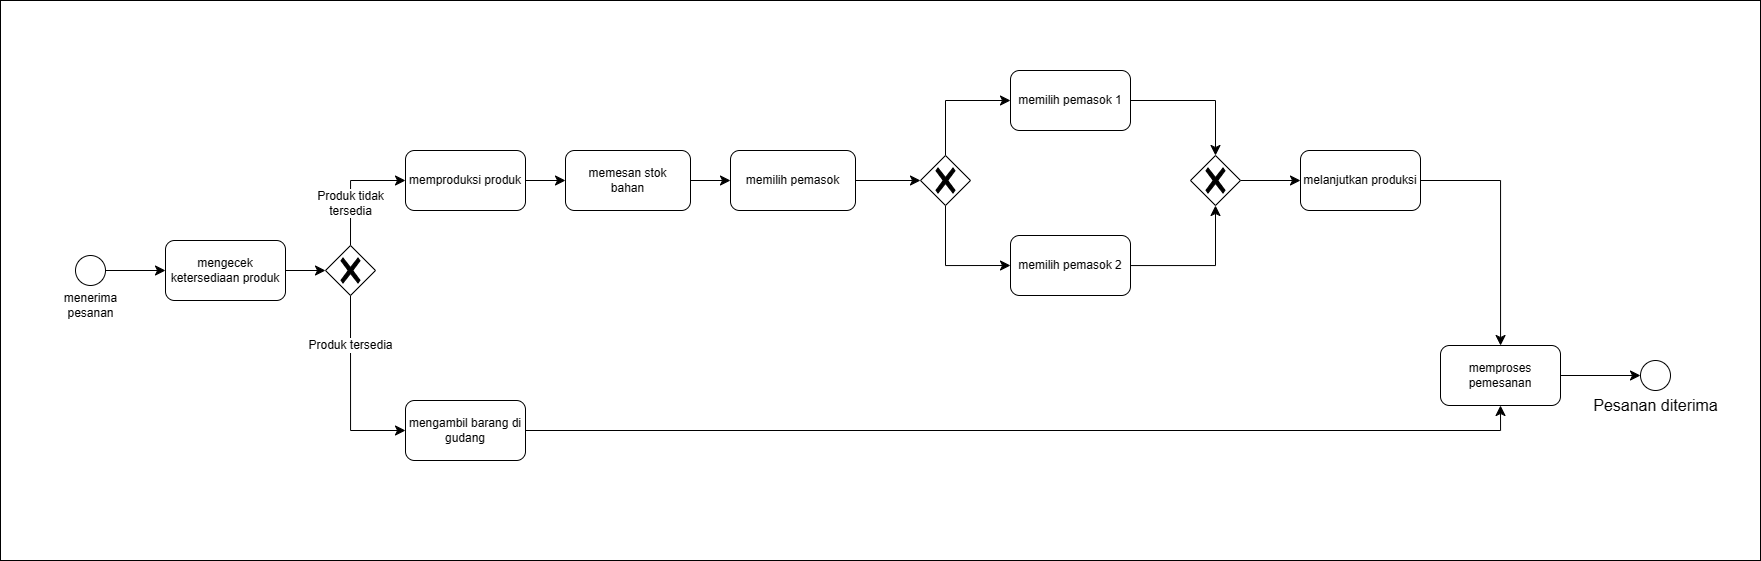 menerima
pesanan
mengecek
ketersediaan produk
Produk tidak
tersedia
Produk tersedia
memproduksi produk
memesan stok
bahan
memilih pemasok
memilih pemasok 1
memilih pemasok 2
melanjutkan produksi
mengambil barang di
gudang
memproses
pemesanan
Pesanan diterima